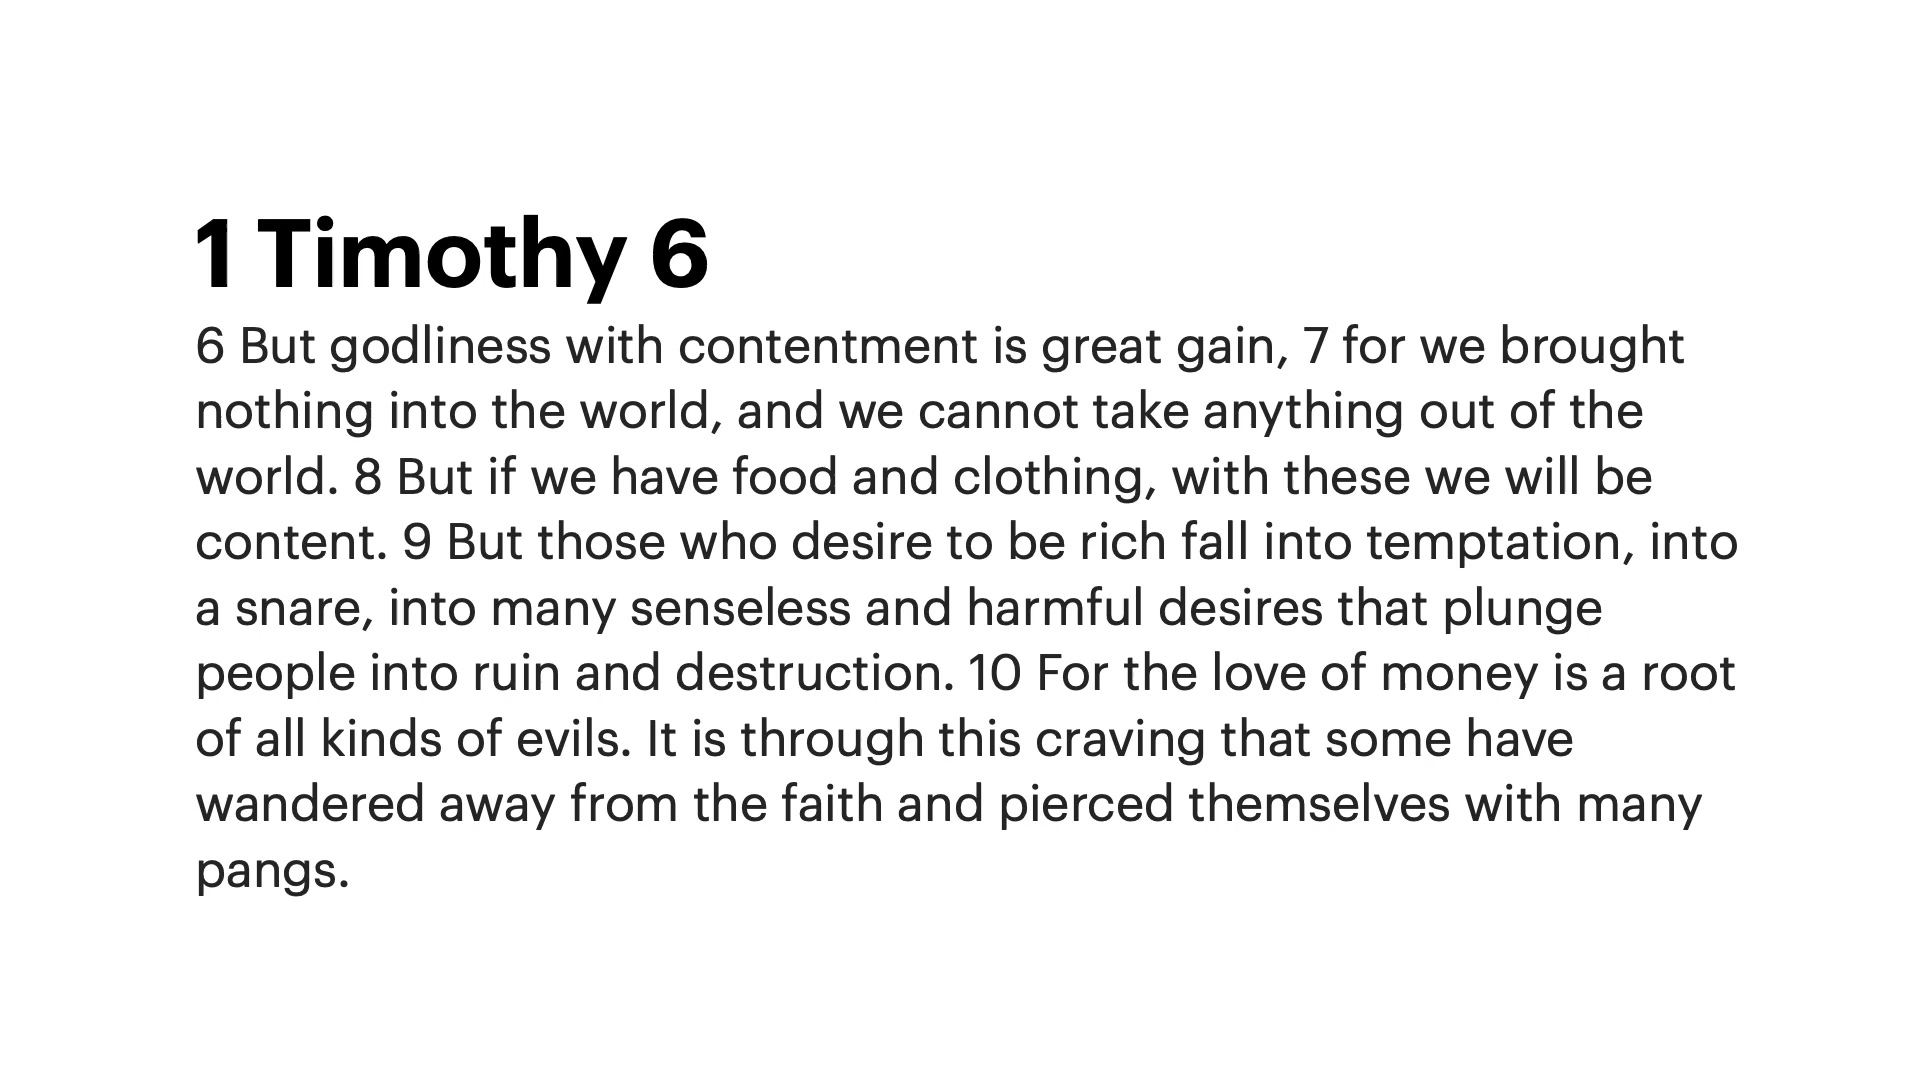 1 Timothy 6
6 But godliness with contentment is great gain, 7 for we brought
nothing into the world, and we cannot take anything out of the
world. 8 But if we have food and clothing, with these we will be
content. 9 But those who desire to be rich fall into temptation, into
a snare, into many senseless and harmful desires that plunge
people into ruin and destruction. 10 For the love of money is a root
of all kinds of evils. It is through this craving that some have
wandered away from the faith and pierced themselves with many
pangs.